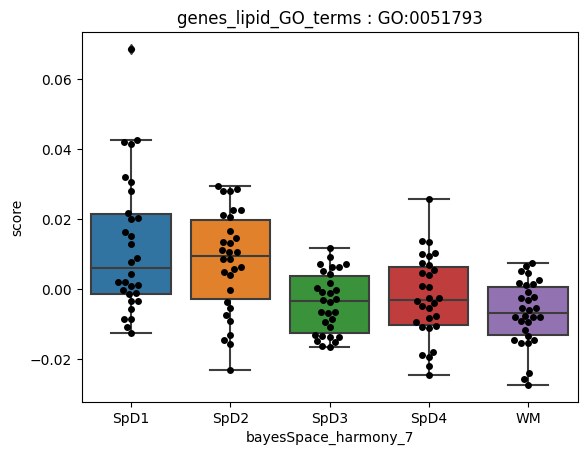 genes_lipid_GO_terms : GO:0051793
score
0.06
0.04
0.02
0.00
−0.02
SpD1 SpD2 SpD3 SpD4 WM
bayesSpace_harmony_7